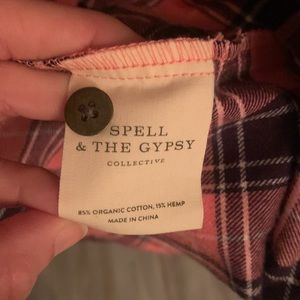 SPELL
& THE GYPSY
COLLECTIVE
85% ORGANIC COTTON, 15% HEMP
MADE IN CHINA